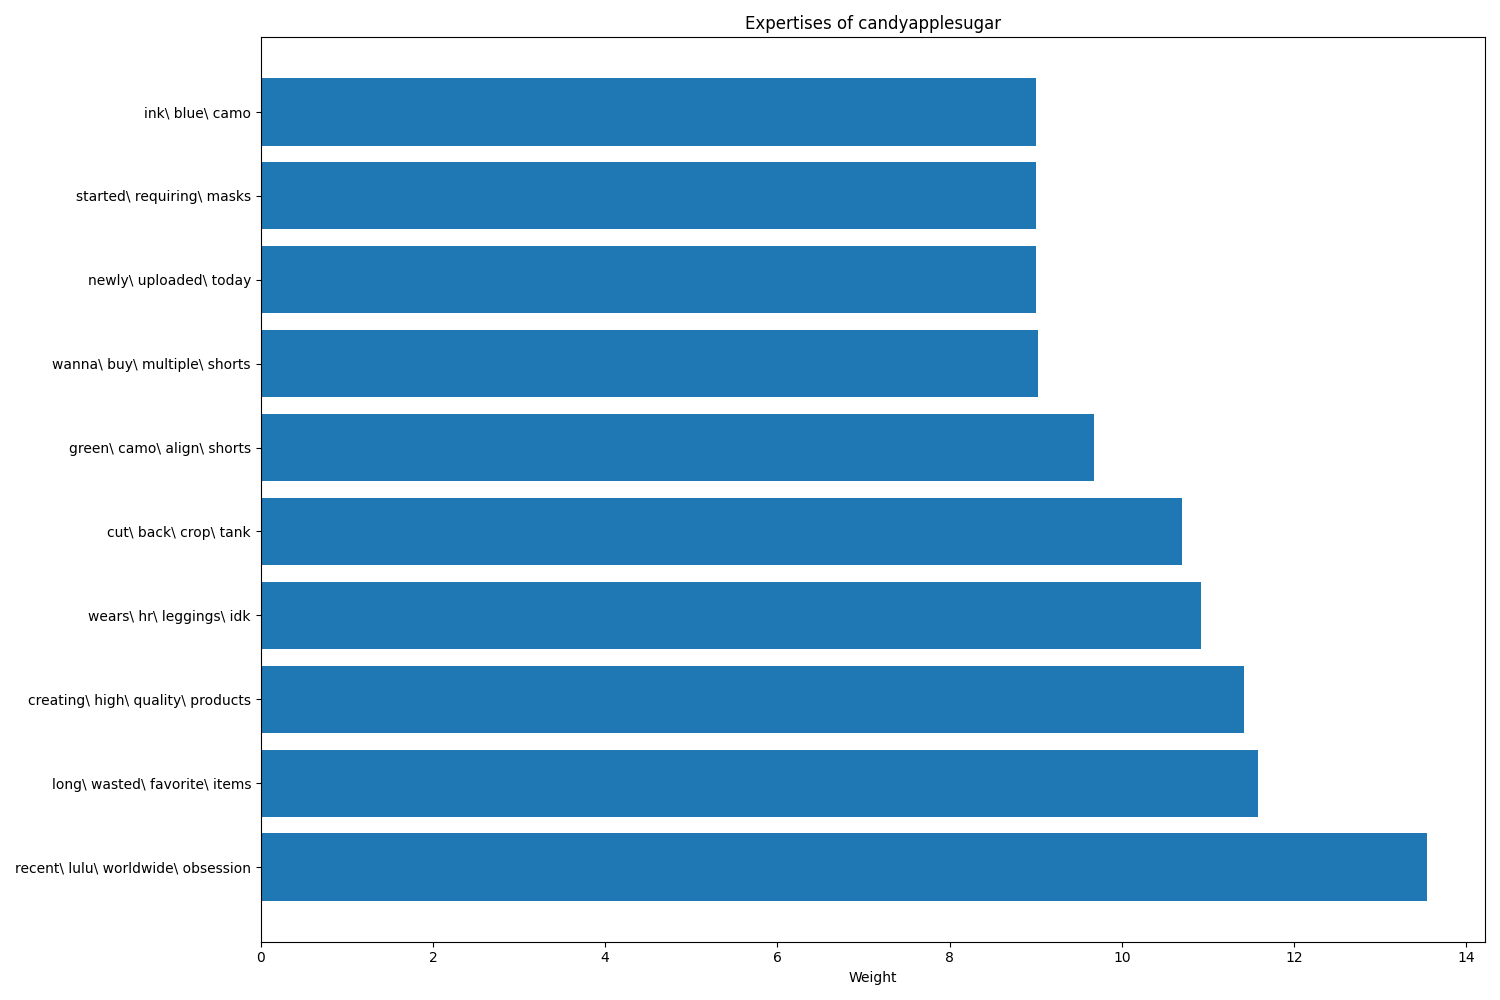 Expertises of candyapplesugar
ink\ blue\ camo
started\ requiring\ masks
newly\ uploaded\ today
wanna\ buy\ multiple\ shorts
green\ camo\ align\ shorts
cut\ back\ crop\ tank
wears\ hr\ leggings\ idk
creating\ high\ quality\ products
long\ wasted\ favorite\ items
recent\ lulu\ worldwide\ obsession
0 2 4 6 8 10 12 14
Weight